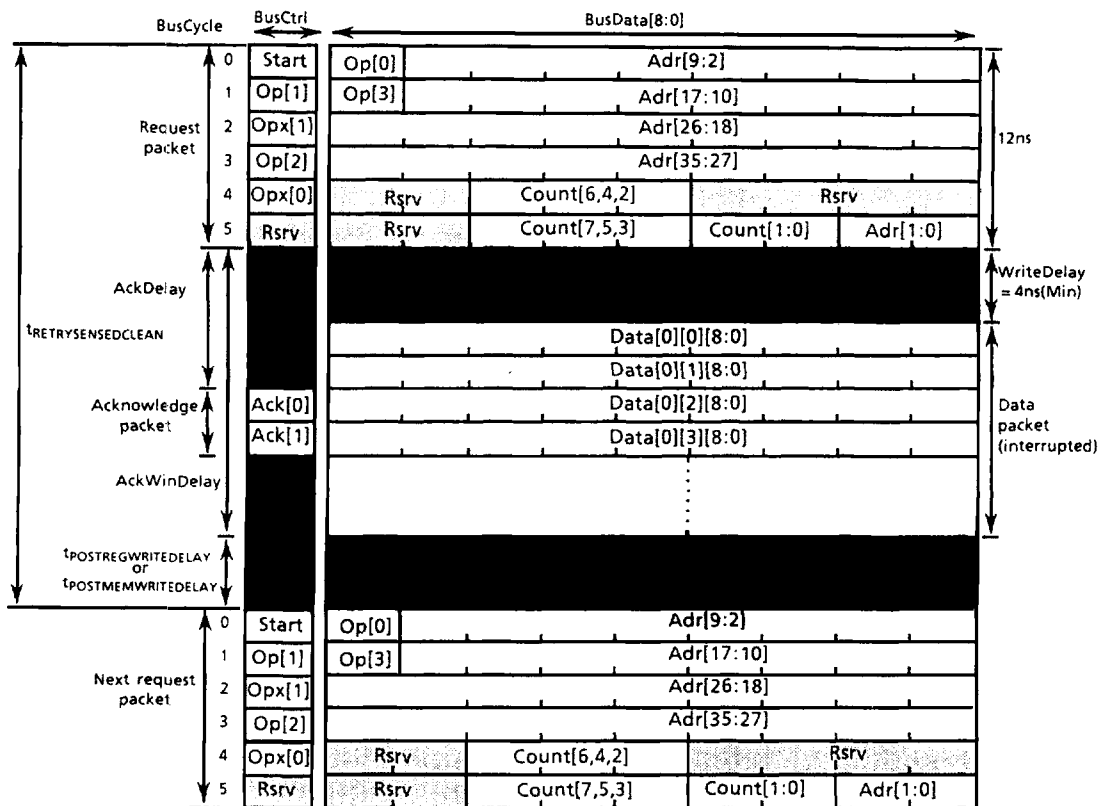 BusCycle BusCtrl BusData[8:0]
0 Start Op[0] Adr[9:2]
1 Op[1] Op[3] Adr[17:10]
Request packet
2 Opx[1] Adr[26:18]
12ns
3 Op[2] Adr[35:27]
4 Opx[0] Rsrv Count[6,4,2] Rsrv
5 Rsrv Rsrv Count[7,5,3] Count[1:0] Adr[1:0]
AckDelay
WriteDelay
= 4ns(Min)
tRETRYSENSEDCLEAN
Data[0][0][8:0]
Data[0][1][8:0]
Acknowledge
packet
Ack[0] Data[0][2][8:0]
Ack[1] Data[0][3][8:0]
Data
packet
(interrupted)
AckWinDelay
tPOSTREGWRITEDELAY
or
tPOSTMEMWRITEDELAY
0 Start Op[0] Adr[9:2]
1 Op[1] Op[3] Adr[17:10]
Next request
packet
2 Opx[1] Adr[26:18]
3 Op[2] Adr[35:27]
4 Opx[0] Rsrv Count[6,4,2] Rsrv
5 Rsrv Rsrv Count[7,5,3] Count[1:0] Adr[1:0]